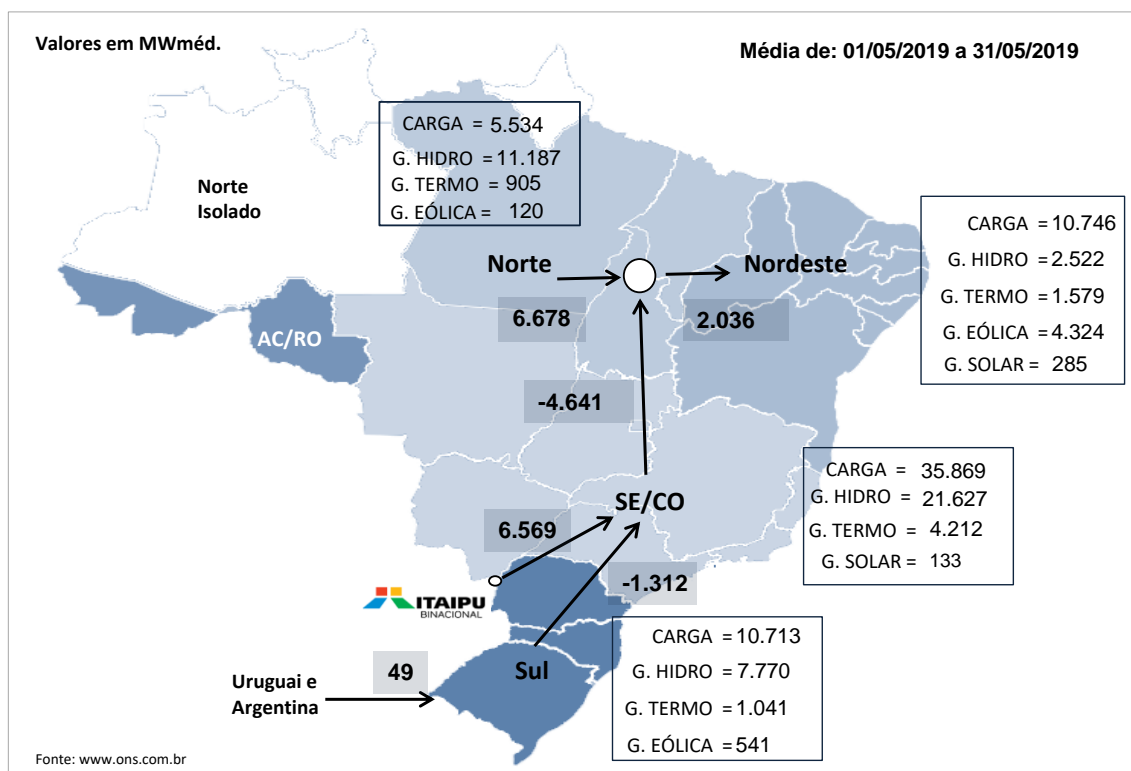 Valores em MWméd.
Média de: 01/05/2019 a 31/05/2019
CARGA = 5.534
G. HIDRO = 11.187
G. TERMO = 905
G. EÓLICA = 120
Norte
Isolado
CARGA = 10.746
G. HIDRO = 2.522
G. TERMO = 1.579
G. EÓLICA = 4.324
G. SOLAR = 285
Norte
Nordeste
6.678
2.036
AC/RO
-4.641
CARGA = 35.869
G. HIDRO = 21.627
G. TERMO = 4.212
G. SOLAR = 133
SE/CO
6.569
-1.312
ITAIPU
BINACIONAL
CARGA = 10.713
G. HIDRO = 7.770
G. TERMO = 1.041
G. EÓLICA = 541
Sul
49
Uruguai e
Argentina
Fonte: www.ons.com.br